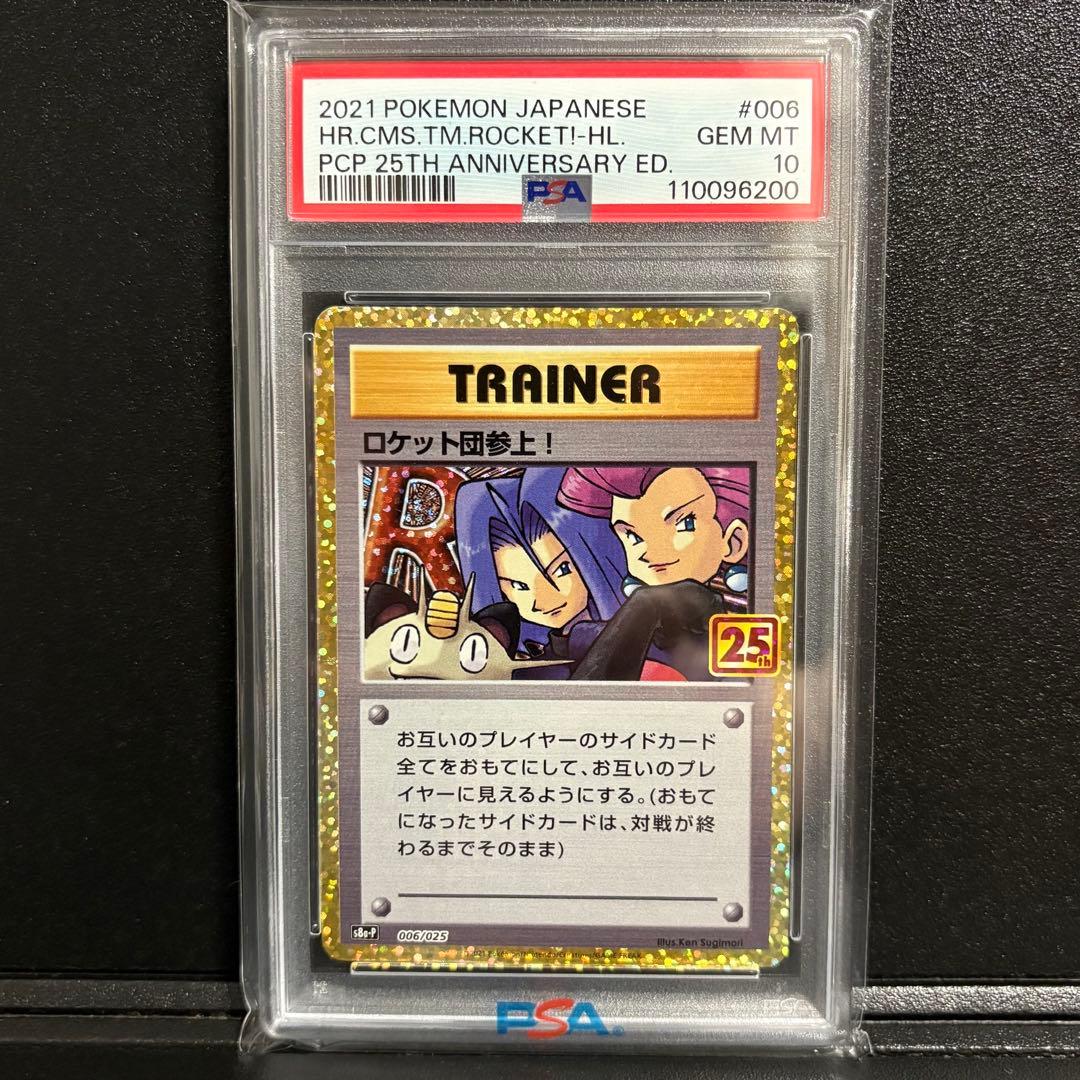 2021 POKEMON JAPANESE #006
HR.CMS.TM.ROCKET!-HL. GEM MT
PCP 25TH ANNIVERSARY ED. 10
PSA 110096200
TRAINER
ロケット団参上！
25th
お互いのプレイヤーのサイドカード
全てをおもてにして、お互いのプレ
イヤーに見えるようにする。(おもて
になったサイドカードは、対戦が終
わるまでそのまま)
s8a-P 006/025 Illus.Ken Sugimori
GAME FREAK
PSA